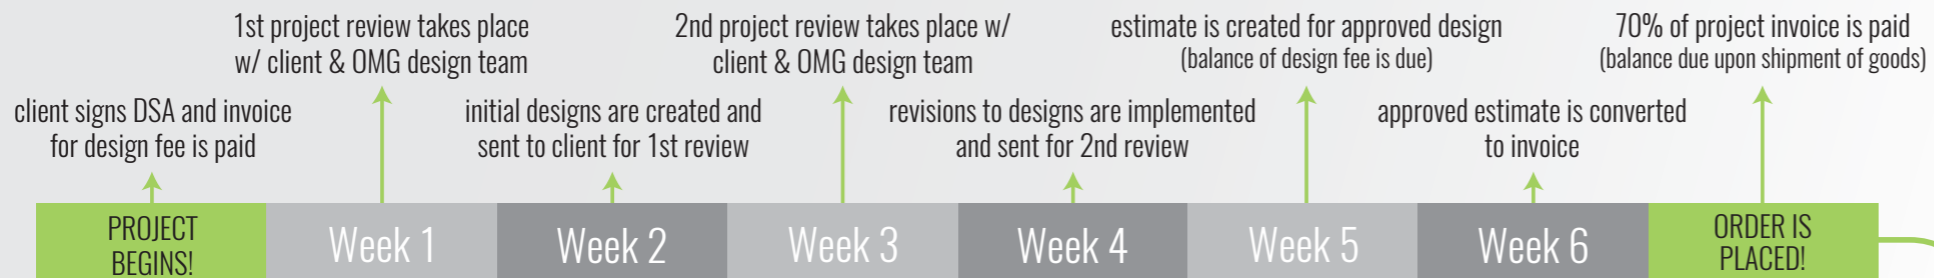 client signs DSA and invoice
for design fee is paid
1st project review takes place
w/ client & OMG design team
initial designs are created and
sent to client for 1st review
2nd project review takes place w/
client & OMG design team
revisions to designs are implemented
and sent for 2nd review
estimate is created for approved design
(balance of design fee is due)
approved estimate is converted
to invoice
70% of project invoice is paid
(balance due upon shipment of goods)
PROJECT
BEGINS!
Week 1
Week 2
Week 3
Week 4
Week 5
Week 6
ORDER IS
PLACED!